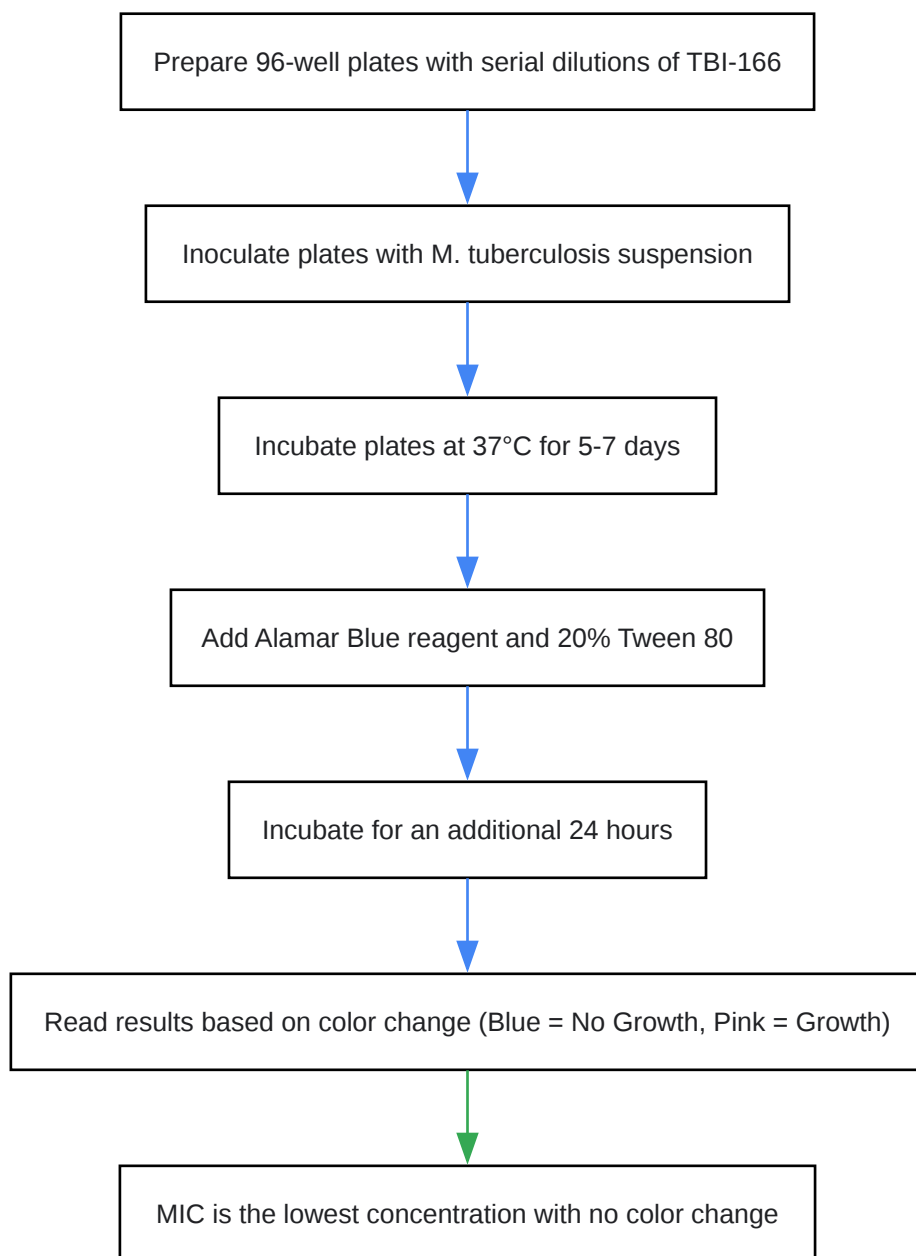 Prepare 96-well plates with serial dilutions of TBI-166
Inoculate plates with M. tuberculosis suspension
Incubate plates at 37°C for 5-7 days
Add Alamar Blue reagent and 20% Tween 80
Incubate for an additional 24 hours
Read results based on color change (Blue = No Growth, Pink = Growth)
MIC is the lowest concentration with no color change